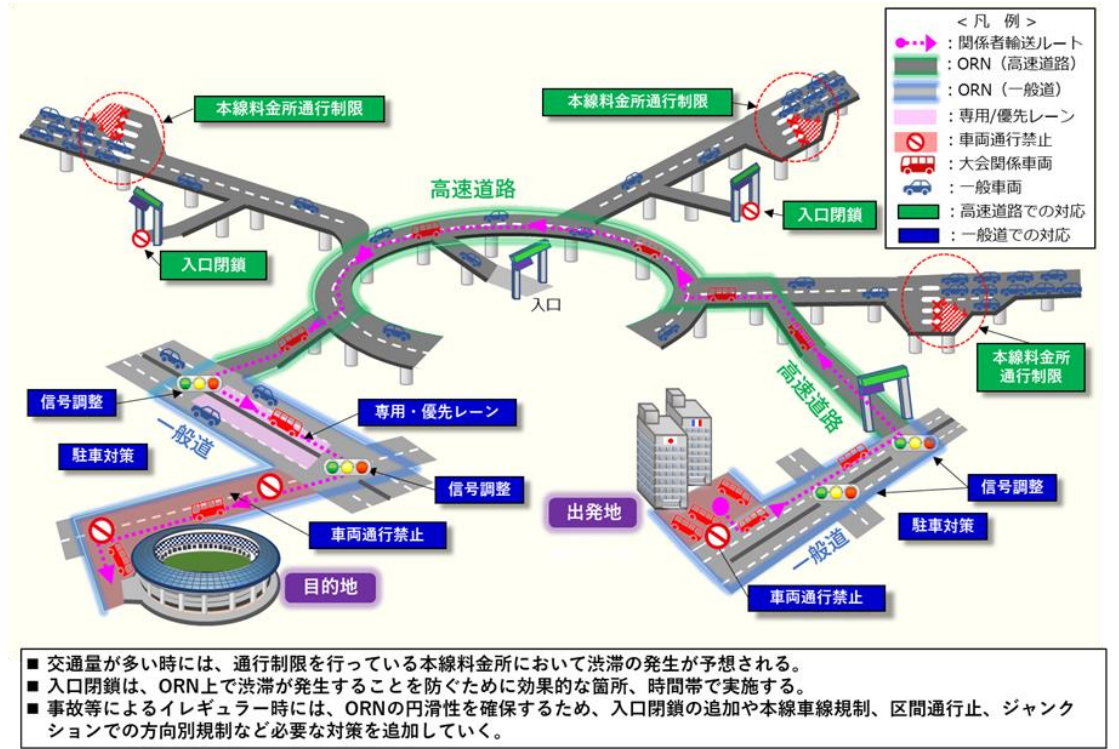 ＜凡　例＞
：関係者輸送ルート
：ORN（高速道路）
：ORN（一般道）
：専用/優先レーン
：車両通行禁止
：大会関係車両
：一般車両
：高速道路での対応
：一般道での対応
本線料金所通行制限
本線料金所通行制限
高速道路
入口閉鎖
入口閉鎖
入口
本線料金所
通行制限
高速道路
信号調整
専用・優先レーン
一般道
駐車対策
信号調整
車両通行禁止
目的地
出発地
信号調整
駐車対策
一般道
車両通行禁止
■ 交通量が多い時には、通行制限を行っている本線料金所において渋滞の発生が予想される。
■ 入口閉鎖は、ORN上で渋滞が発生することを防ぐために効果的な箇所、時間帯で実施する。
■ 事故等によるイレギュラー時には、ORNの円滑性を確保するため、入口閉鎖の追加や本線車線規制、区間通行止、ジャンク
ションでの方向別規制など必要な対策を追加していく。